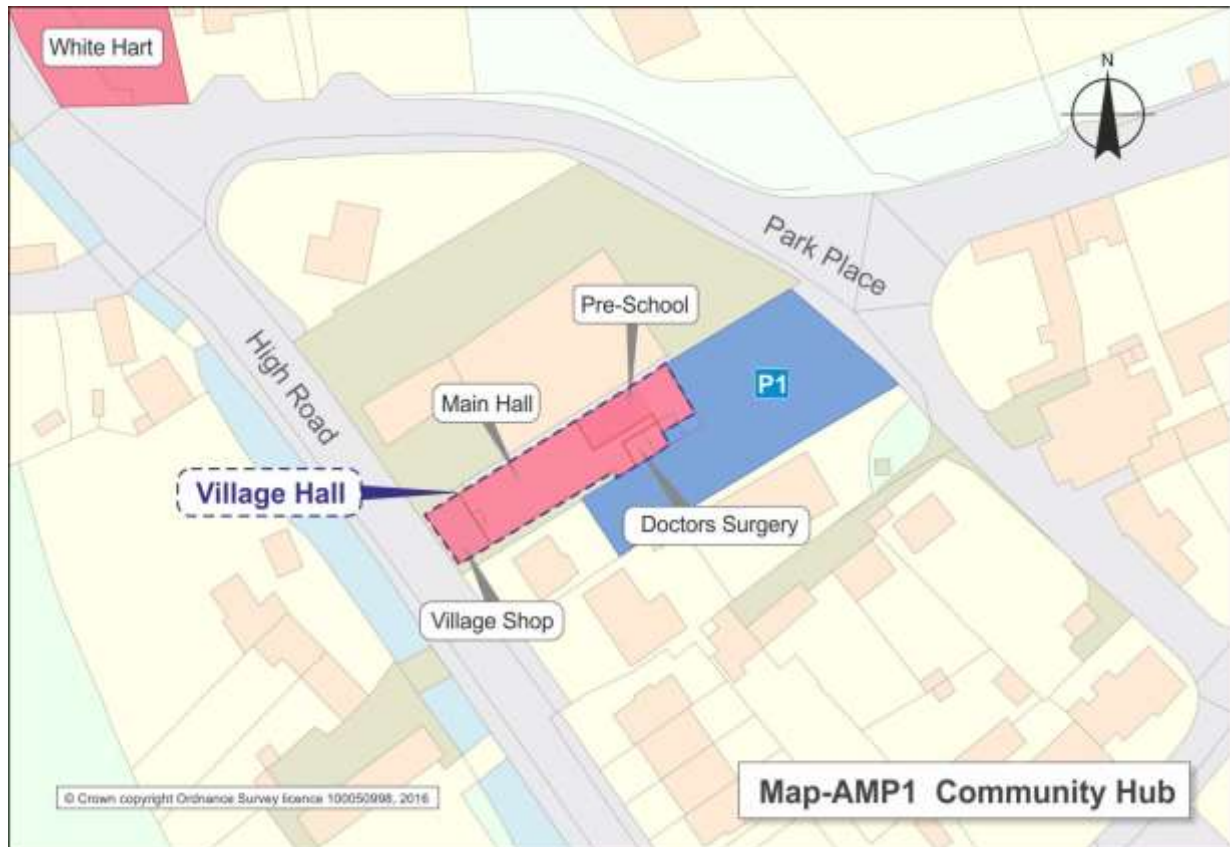 White Hart
N
Park Place
Pre-School
P1
High Road
Main Hall
Village Hall
Doctors Surgery
Village Shop
Map-AMP1 Community Hub
© Crown copyright Ordnance Survey licence 100050998, 2016